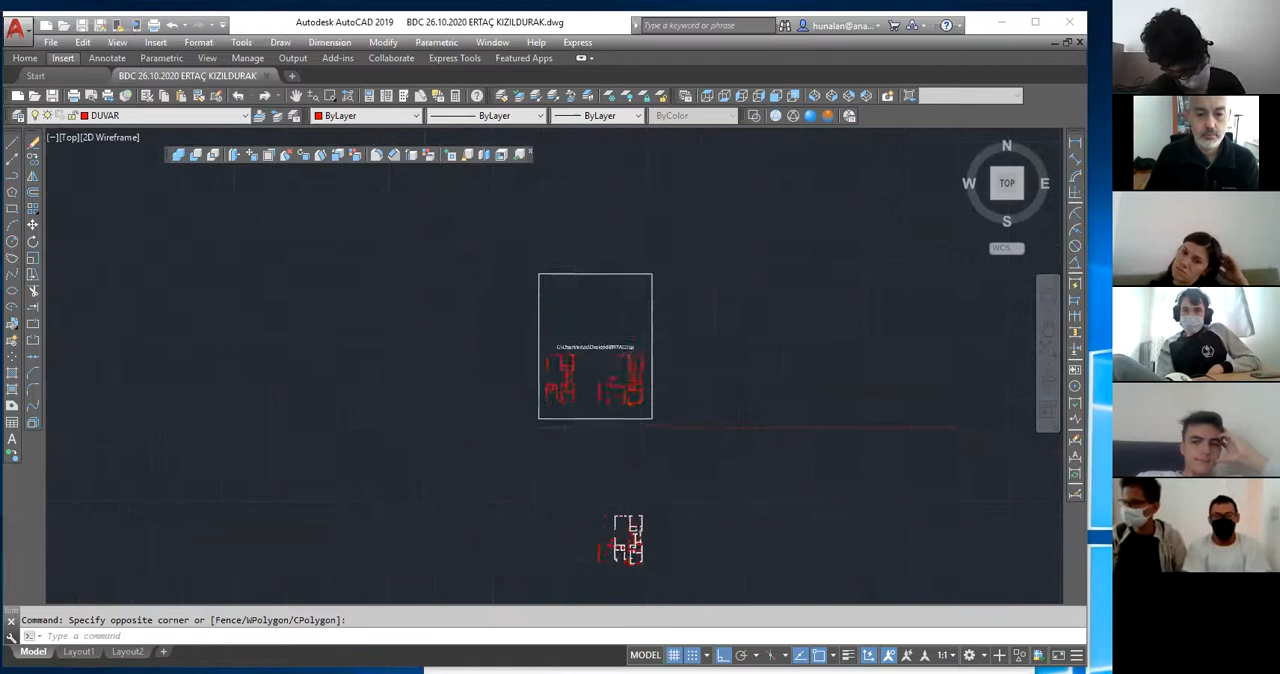 Autodesk AutoCAD 2019 BDC 26.10.2020 ERTAÇ KIZILDURAK.dwg Type a keyword or phrase hunalan@ana...
File Edit View Insert Format Tools Draw Dimension Modify Parametric Window Help Express
Home Insert Annotate Parametric View Manage Output Add-ins Collaborate Express Tools Featured Apps
Start BDC 26.10.2020 ERTAÇ KIZILDURAK
DUVAR ByLayer ByLayer ByLayer ByColor
[−][Top][2D Wireframe]
N
W TOP E
S
WCS
Command: Specify opposite corner or [Fence/WPolygon/CPolygon]:
Type a command
Model Layout1 Layout2 +
MODEL 1:1